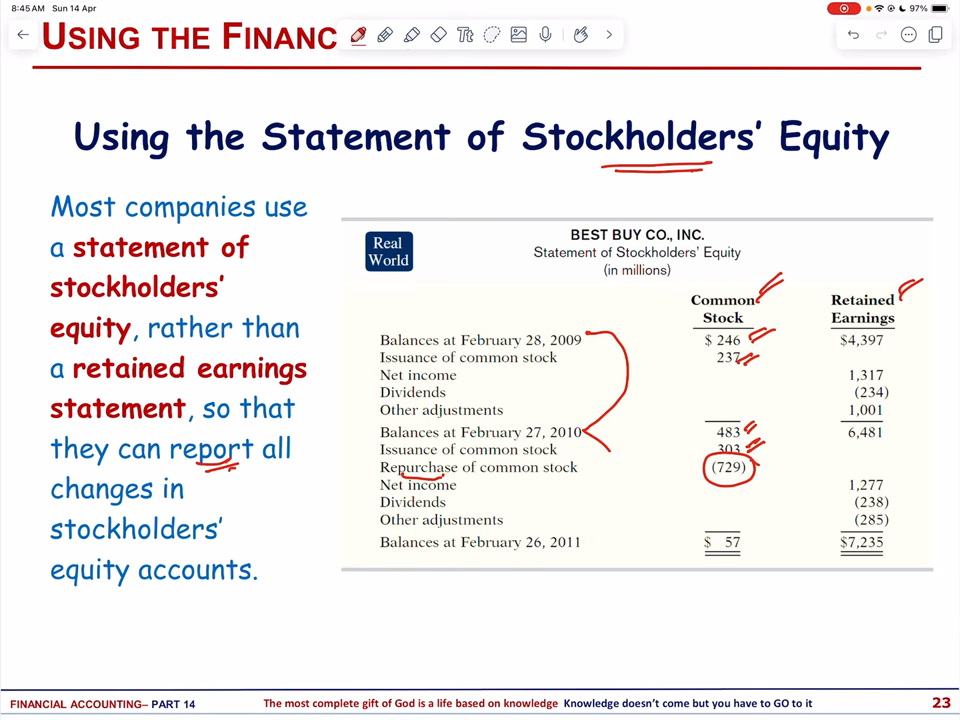 8:45 AM Sun 14 Apr
97%
USING THE FINANC
Tt
Using the Statement of Stockholders’ Equity
Most companies use
a statement of
stockholders’
equity, rather than
a retained earnings
statement, so that
they can report all
changes in
stockholders’
equity accounts.
Real
World
BEST BUY CO., INC.
Statement of Stockholders’ Equity
(in millions)
Common Retained
Stock Earnings
Balances at February 28, 2009 $ 246 $4,397
Issuance of common stock 237
Net income 1,317
Dividends (234)
Other adjustments 1,001
Balances at February 27, 2010 483 6,481
Issuance of common stock 303
Repurchase of common stock (729)
Net income 1,277
Dividends (238)
Other adjustments (285)
Balances at February 26, 2011 $ 57 $7,235
FINANCIAL ACCOUNTING– PART 14 The most complete gift of God is a life based on knowledge Knowledge doesn’t come but you have to GO to it 23